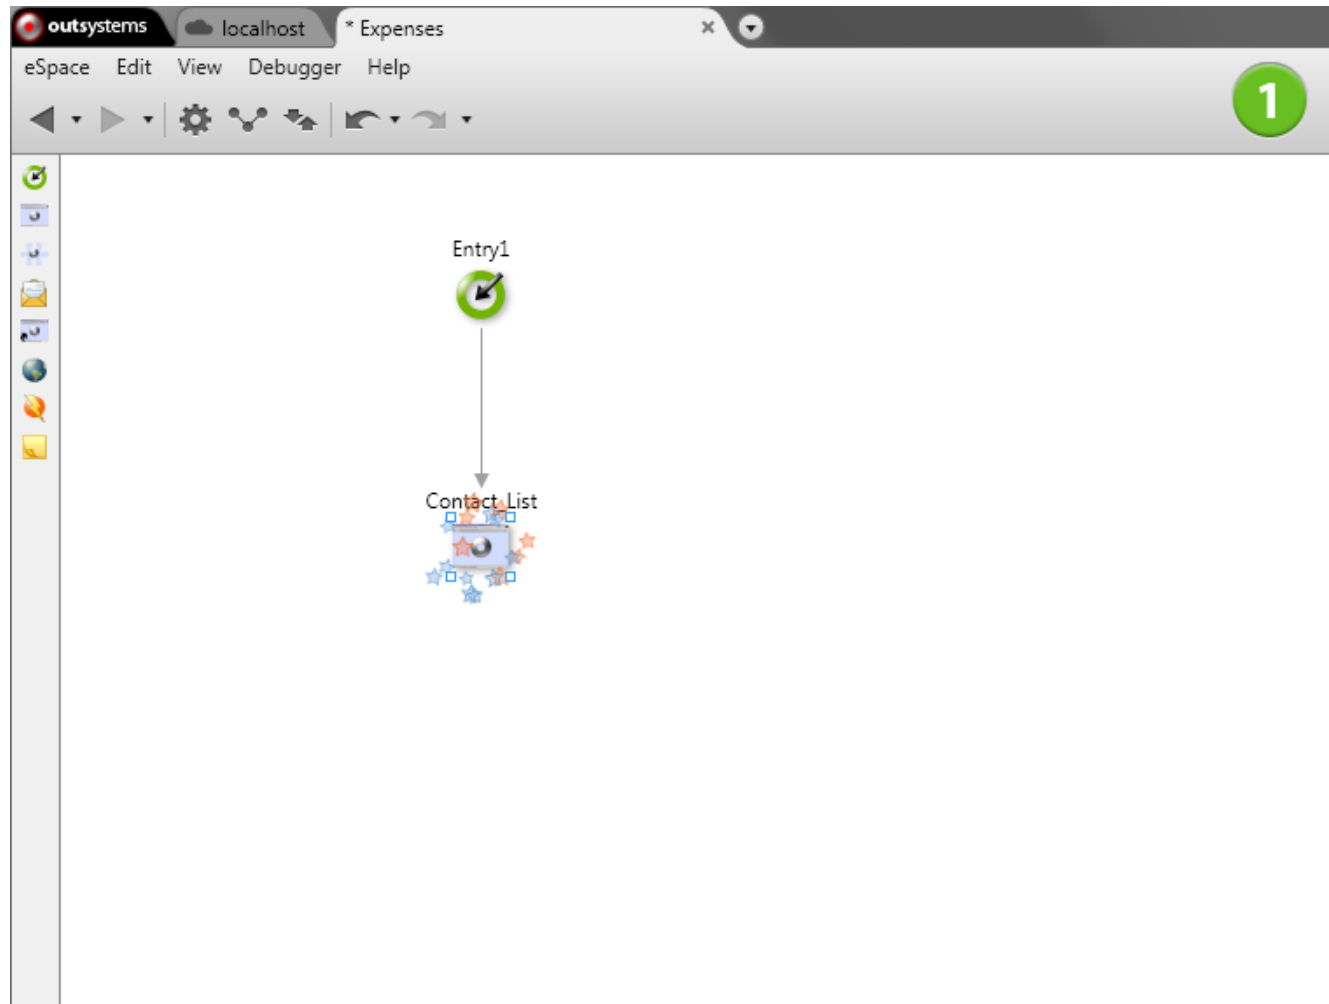 outsystems localhost * Expenses
eSpace Edit View Debugger Help
1
Entry1
Contact_List